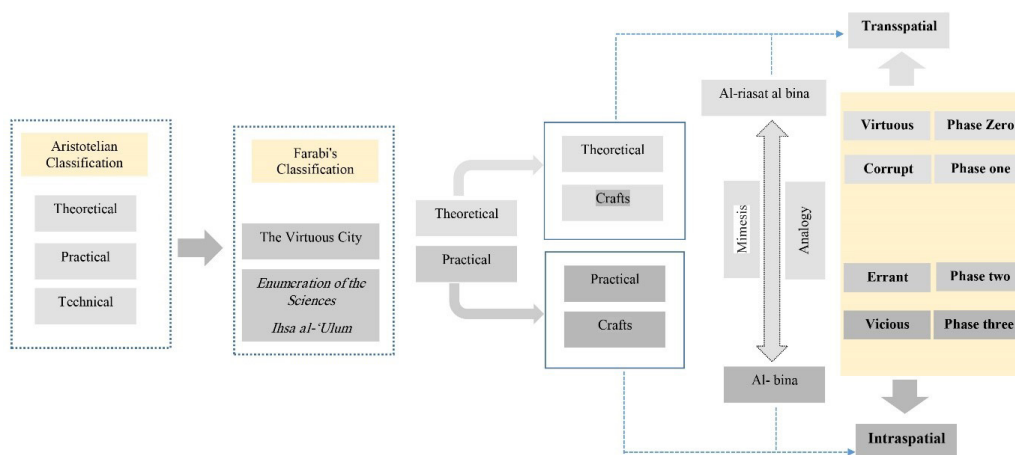 Aristotelian
Classification
Theoretical
Practical
Technical
Farabi's
Classification
The Virtuous City
Enumeration of the
Sciences
Ihsa al-‘Ulum
Theoretical
Practical
Theoretical
Crafts
Practical
Crafts
Al-riasat al bina
Mimesis
Analogy
Al- bina
Transspatial
Virtuous
Phase Zero
Corrupt
Phase one
Errant
Phase two
Vicious
Phase three
Intraspatial